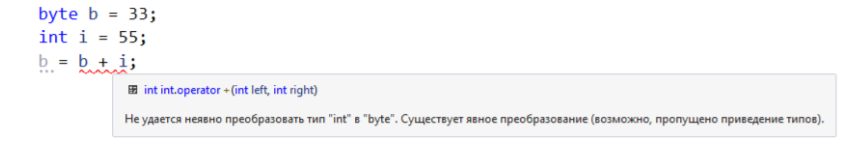 byte b = 33;
int i = 55;
b = b + i;
int int.operator +(int left, int right)
Не удается неявно преобразовать тип "int" в "byte". Существует явное преобразование (возможно, пропущено приведение типов).